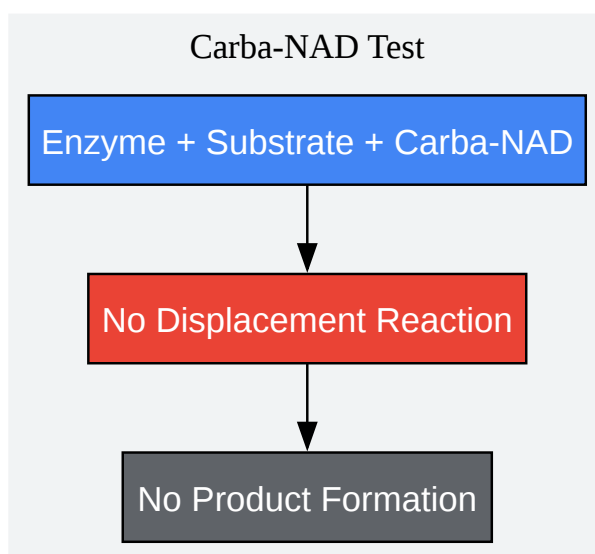 Carba-NAD Test
Enzyme + Substrate + Carba-NAD
No Displacement Reaction
No Product Formation